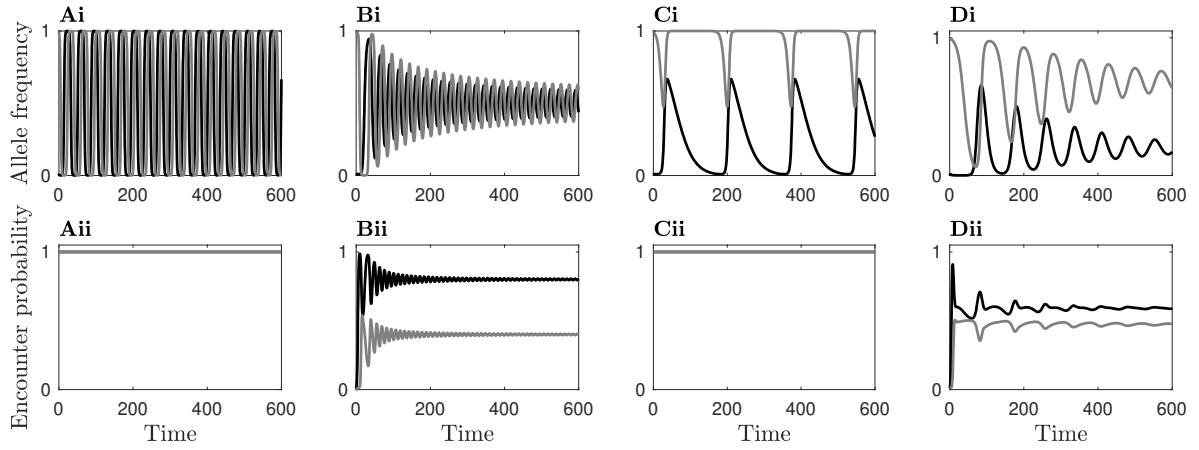 Ai Bi Ci Di
Allele frequency
1 1 1 1
0 0 0 0
0 200 400 600 0 200 400 600 0 200 400 600 0 200 400 600
Aii Bii Cii Dii
Encounter probability
1 1 1 1
0 0 0 0
0 200 400 600 0 200 400 600 0 200 400 600 0 200 400 600
Time Time Time Time